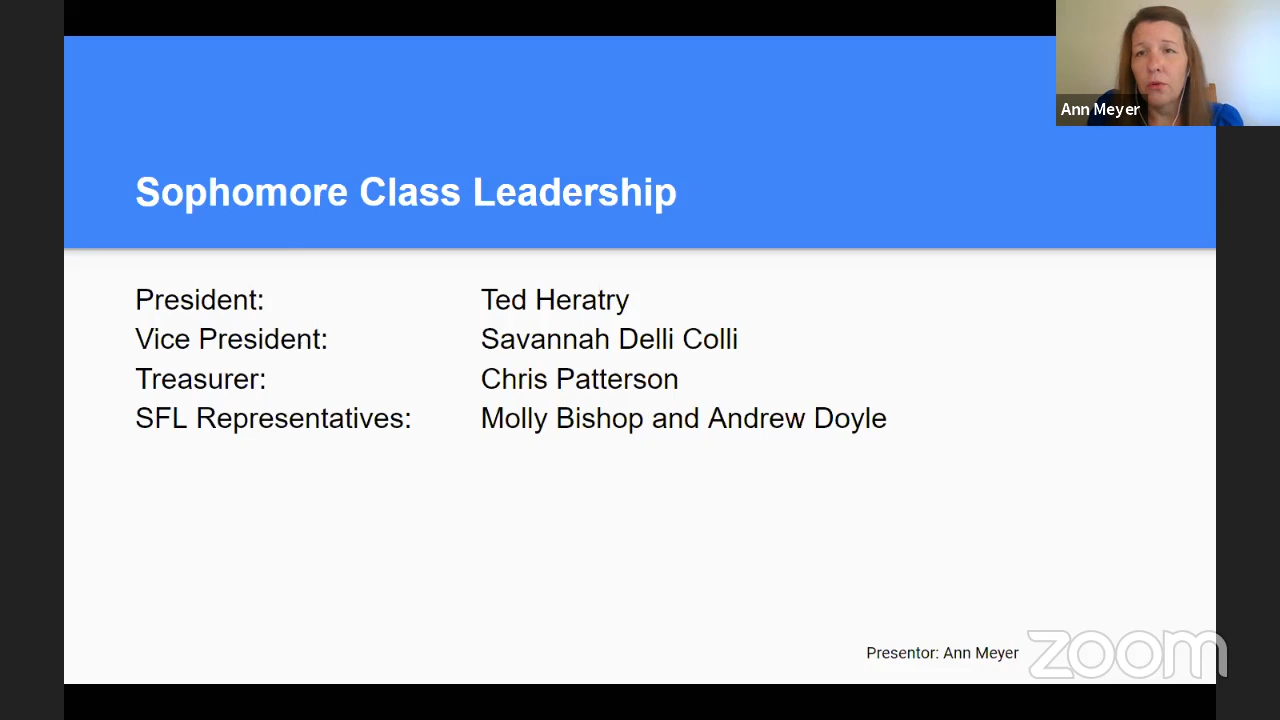 Ann Meyer
Sophomore Class Leadership
President: Ted Heratry
Vice President: Savannah Delli Colli
Treasurer: Chris Patterson
SFL Representatives: Molly Bishop and Andrew Doyle
Presentor: Ann Meyer
zoom